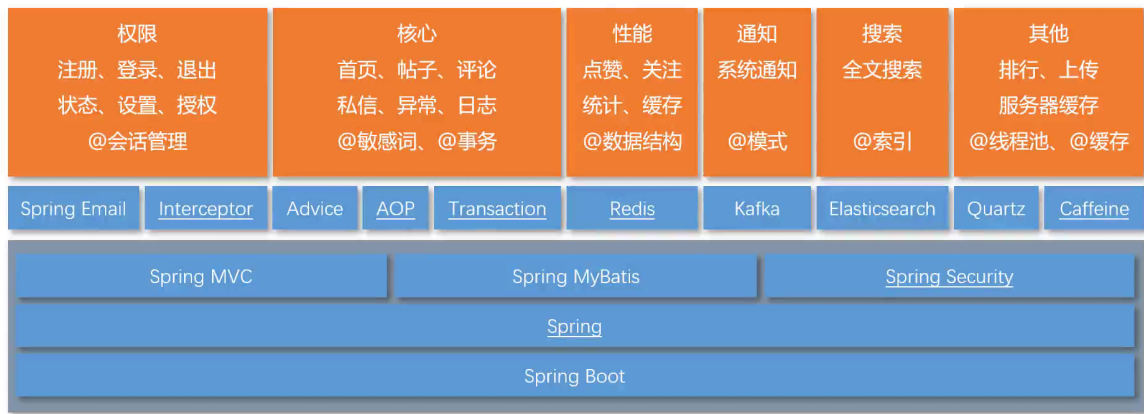 权限
注册、登录、退出
状态、设置、授权
@会话管理
核心
首页、帖子、评论
私信、异常、日志
@敏感词、@事务
性能
点赞、关注
统计、缓存
@数据结构
通知
系统通知
@模式
搜索
全文搜索
@索引
其他
排行、上传
服务器缓存
@线程池、@缓存
Spring Email
Interceptor
Advice
AOP
Transaction
Redis
Kafka
Elasticsearch
Quartz
Caffeine
Spring MVC
Spring MyBatis
Spring Security
Spring
Spring Boot